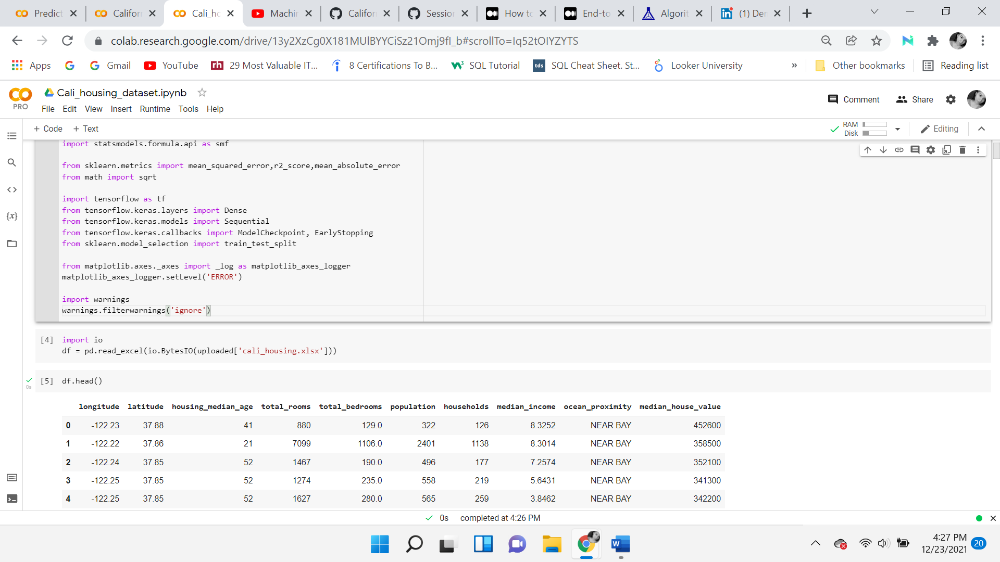 Predict
Califor
Cali_hc
Machin
Califor
Session
How to
End-to
Algorit
(1) Der
colab.research.google.com/drive/13y2XzCg0X181MUlBYYCiSz21Omj9fl_b#scrollTo=Iq52tOIYZYTS
Apps
Gmail
YouTube
rh
29 Most Valuable IT...
8 Certifications To B...
SQL Tutorial
tds
SQL Cheat Sheet. St...
Looker University
»
Other bookmarks
Reading list
PRO
Cali_housing_dataset.ipynb
File Edit View Insert Runtime Tools Help
Comment
Share
+ Code + Text
RAM
Disk
Editing
import statsmodels.formula.api as smf
from sklearn.metrics import mean_squared_error,r2_score,mean_absolute_error
from math import sqrt
import tensorflow as tf
from tensorflow.keras.layers import Dense
from tensorflow.keras.models import Sequential
from tensorflow.keras.callbacks import ModelCheckpoint, EarlyStopping
from sklearn.model_selection import train_test_split
from matplotlib.axes._axes import _log as matplotlib_axes_logger
matplotlib_axes_logger.setLevel('ERROR')
import warnings
warnings.filterwarnings('ignore')
[4] import io
df = pd.read_excel(io.BytesIO(uploaded['cali_housing.xlsx']))
[5] df.head()
0s
longitude latitude housing_median_age total_rooms total_bedrooms population households median_income ocean_proximity median_house_value
0 -122.23 37.88 41 880 129.0 322 126 8.3252 NEAR BAY 452600
1 -122.22 37.86 21 7099 1106.0 2401 1138 8.3014 NEAR BAY 358500
2 -122.24 37.85 52 1467 190.0 496 177 7.2574 NEAR BAY 352100
3 -122.25 37.85 52 1274 235.0 558 219 5.6431 NEAR BAY 341300
4 -122.25 37.85 52 1627 280.0 565 259 3.8462 NEAR BAY 342200
0s completed at 4:26 PM
4:27 PM
12/23/2021
20